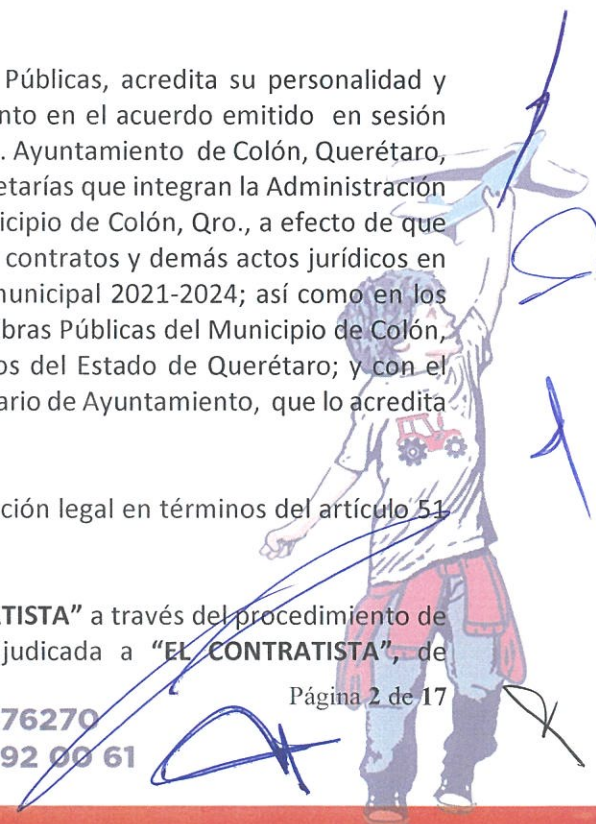 Públicas, acredita su personalidad y
nto en el acuerdo emitido en sesión
. Ayuntamiento de Colón, Querétaro,
etarías que integran la Administración
icipio de Colón, Qro., a efecto de que
contratos y demás actos jurídicos en
municipal 2021-2024; así como en los
bras Públicas del Municipio de Colón,
os del Estado de Querétaro; y con el
ario de Ayuntamiento, que lo acredita
ción legal en términos del artículo 51
ATISTA" a través del procedimiento de
judicada a "EL CONTRATISTA", de
Página 2 de 17
76270
92 00 61